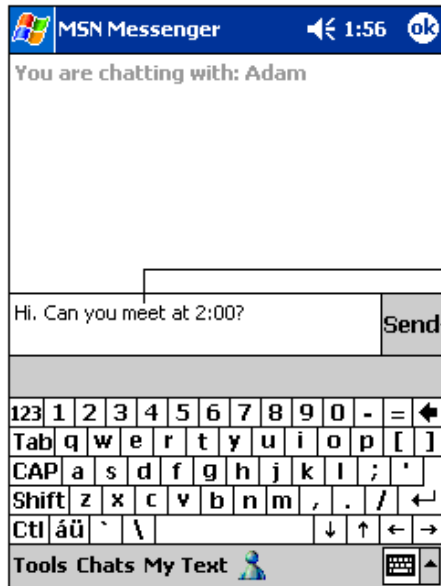 MSN Messenger 1:56 ok
You are chatting with: Adam
Hi. Can you meet at 2:00?
Send
123 1 2 3 4 5 6 7 8 9 0 - =
Tab q w e r t y u i o p [ ]
CAP a s d f g h j k l ; '
Shift z x c v b n m , . /
Ctl áü ` \
Tools Chats My Text